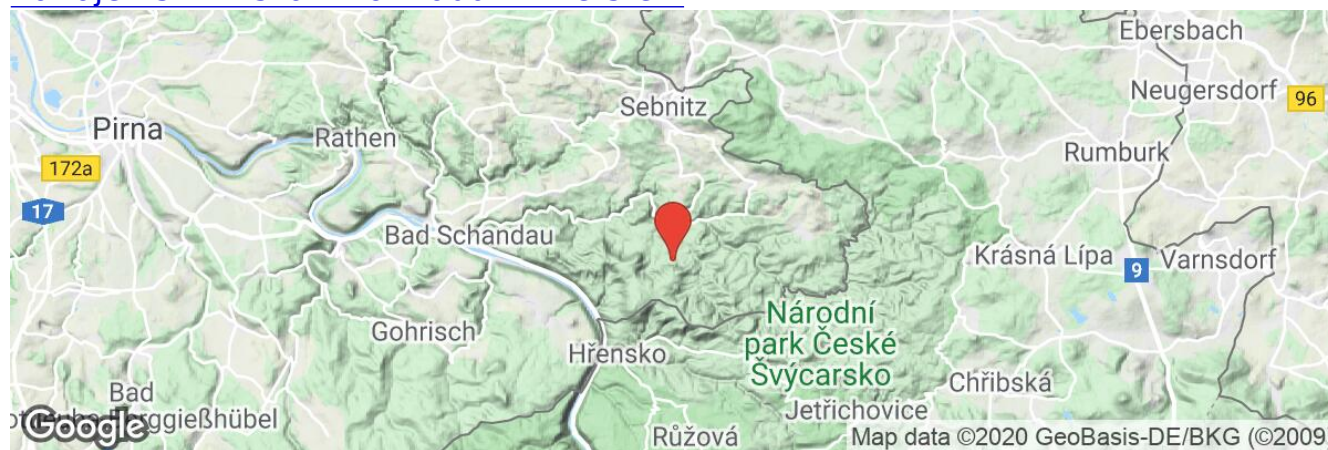 Ebersbach
Neugersdorf
96
Sebnitz
Pirna
Rathen
Rumburk
172a
17
Bad Schandau
Krásná Lípa
9
Varnsdorf
Národní
park České
Švýcarsko
Gohrisch
Hřensko
Chřibská
Bad
Berggießhübel
Jetřichovice
Google
Růžová
Map data ©2020 GeoBasis-DE/BKG (©2009